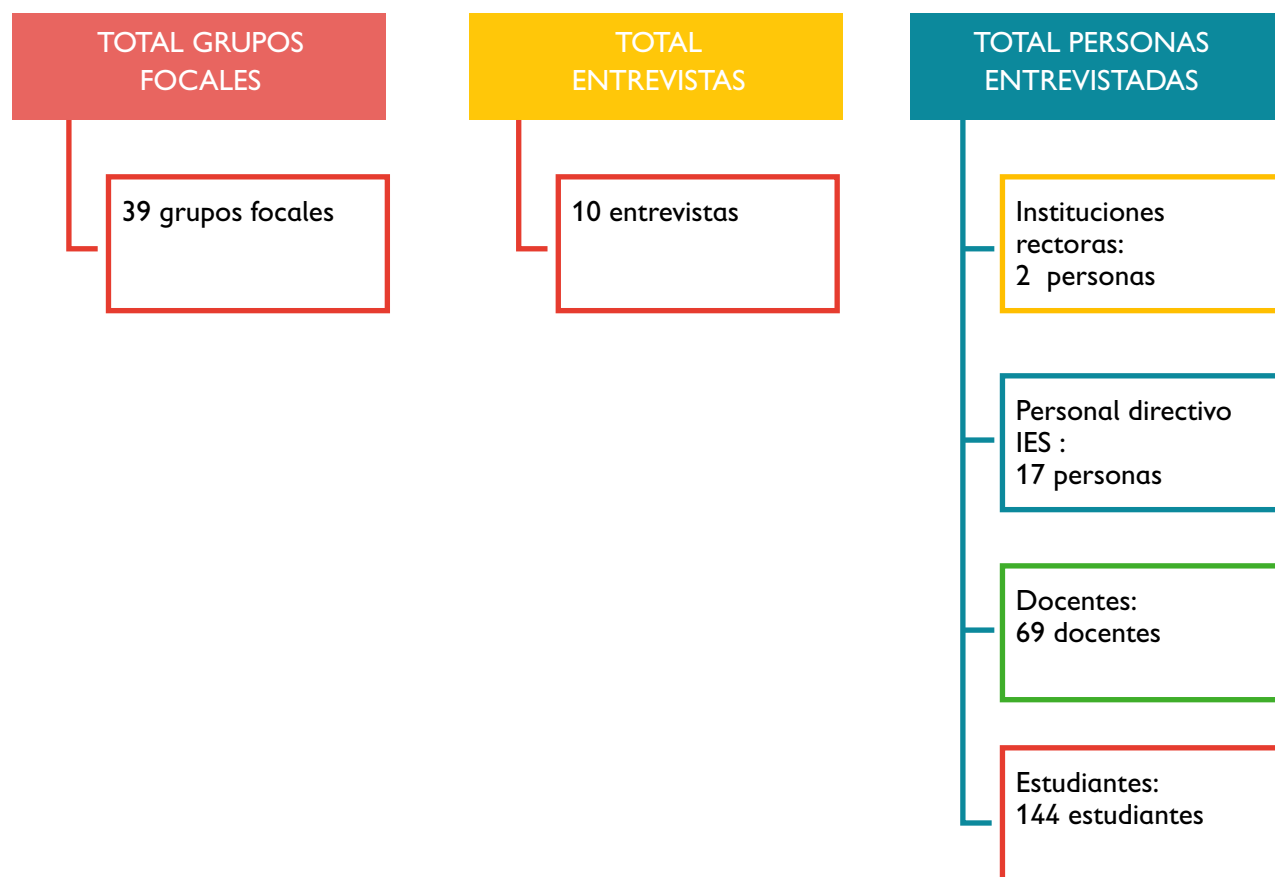 TOTAL GRUPOS
FOCALES
39 grupos focales
TOTAL
ENTREVISTAS
10 entrevistas
TOTAL PERSONAS
ENTREVISTADAS
Instituciones
rectoras:
2 personas
Personal directivo
IES :
17 personas
Docentes:
69 docentes
Estudiantes:
144 estudiantes